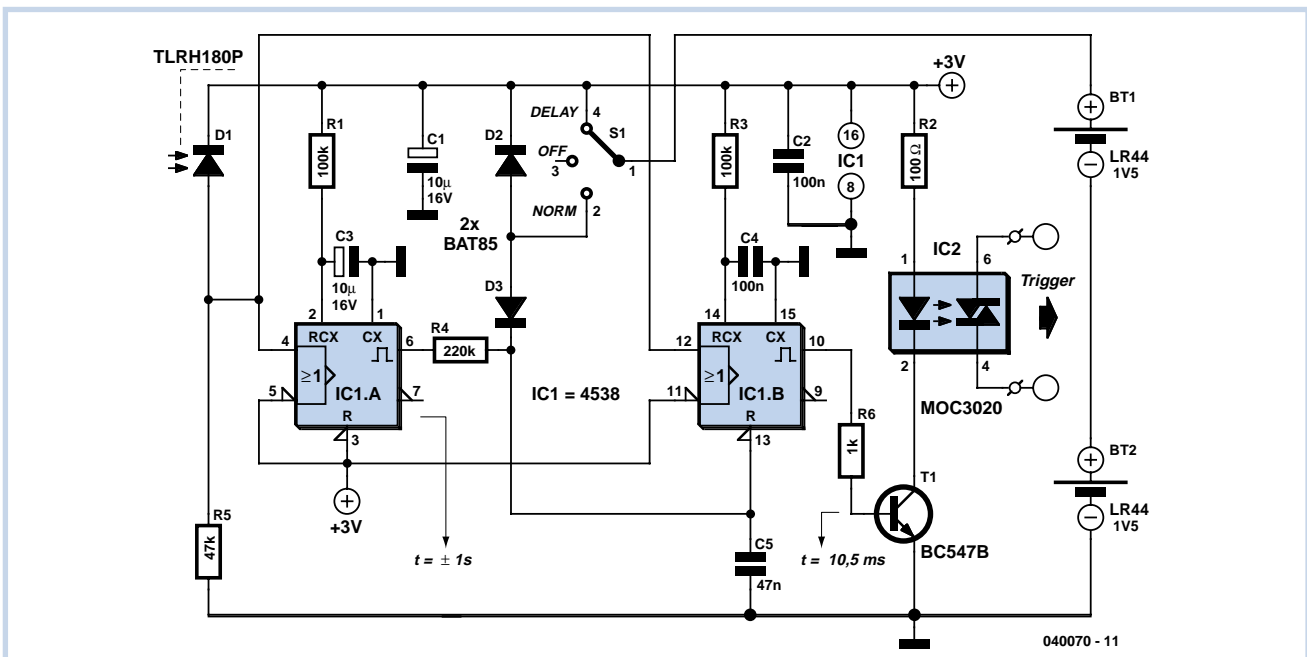 TLRH180P
+3V
D1
R1
100k
C1
10µ
16V
D2
DELAY
4
S1
OFF
3
1
NORM
2
R3
100k
C2
100n
16
IC1
8
R2
100 Ω
BT1
LR44
1V5
2x
BAT85
C3
10µ
16V
D3
C4
100n
IC2
1
6
Trigger
2
4
MOC3020
2
1
RCX
CX
4
≥1
5
IC1.A
6
7
R
3
R4
220k
IC1 = 4538
14
15
RCX
CX
12
≥1
11
IC1.B
10
9
R
13
R6
1k
BT2
LR44
1V5
T1
BC547B
+3V
R5
47k
t = ± 1s
C5
47n
t = 10,5 ms
040070 - 11